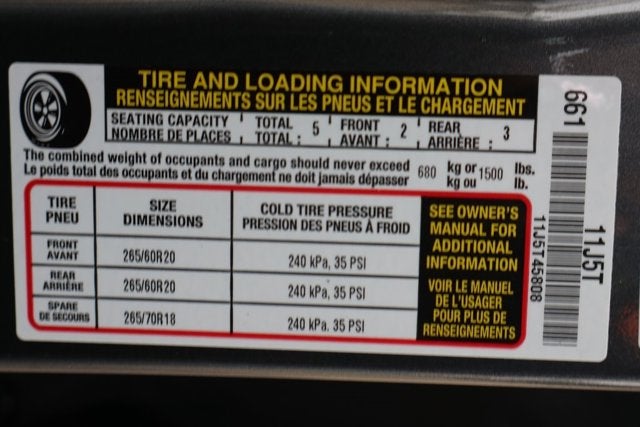 TIRE AND LOADING INFORMATION
RENSEIGNEMENTS SUR LES PNEUS ET LE CHARGEMENT
SEATING CAPACITY TOTAL 5 FRONT 2 REAR 3
NOMBRE DE PLACES TOTAL : AVANT : ARRIÈRE :
The combined weight of occupants and cargo should never exceed 680 kg or 1500 lbs.
Le poids total des occupants et du chargement ne doit jamais dépasser kg ou lb.
TIRE SIZE COLD TIRE PRESSURE
PNEU DIMENSIONS PRESSION DES PNEUS À FROID
FRONT
AVANT 265/60R20 240 kPa, 35 PSI
REAR
ARRIÈRE 265/60R20 240 kPa, 35 PSI
SPARE
DE SECOURS 265/70R18 240 kPa. 35 PSI
SEE OWNER'S
MANUAL FOR
ADDITIONAL
INFORMATION
VOIR LE MANUEL
DE L'USAGER
POUR PLUS DE
RENSEIGNEMENTS
661
11J5T
11J5T45808